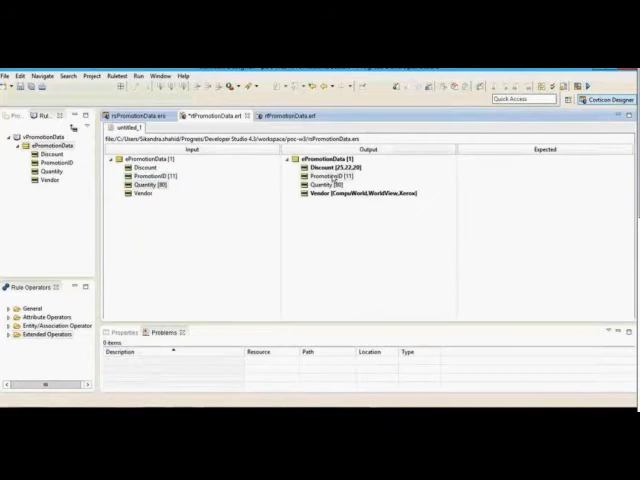 File Edit Navigate Search Project Ruletest Run Window Help
Quick Access
Corticon Designer
Rul..
rsPromotionData.ers
*rtPromotionData.ert
rfPromotionData.erf
untitled_1
vPromotionData
ePromotionData
Discount
PromotionID
Quantity
Vendor
file:/C:/Users/Sikandra.shahid/Progress/Developer Studio 4.3/workspace/poc-w3/rsPromotionData.ers
Input Output Expected
ePromotionData [1] ePromotionData [1]
Discount Discount [25,22,20]
PromotionID [11] PromotionID [11]
Quantity [80] Quantity [80]
Vendor Vendor [CompuWorld,WorldView,Xerox]
Rule Operators
General
Attribute Operators
Entity/Association Operator
Extended Operators
Properties Problems
0 items
Description Resource Path Location Type